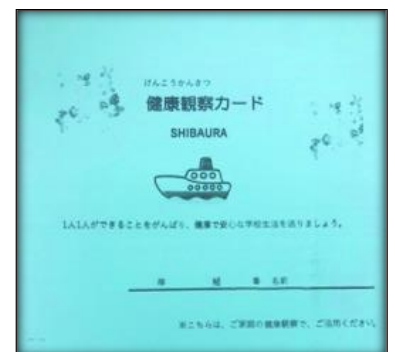 けんこうかんさつ
健康観察カード
SHIBAURA
1人1人ができることをがんばり、健康で安心な学校生活を送りましょう。
年 組 番 名前
※こちらは、ご家庭の健康観察で、ご活用ください。